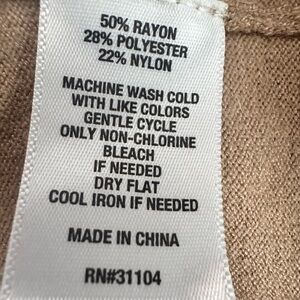 50% RAYON
28% POLYESTER
22% NYLON
MACHINE WASH COLD
WITH LIKE COLORS
GENTLE CYCLE
ONLY NON-CHLORINE
BLEACH
IF NEEDED
DRY FLAT
COOL IRON IF NEEDED
MADE IN CHINA
RN#31104